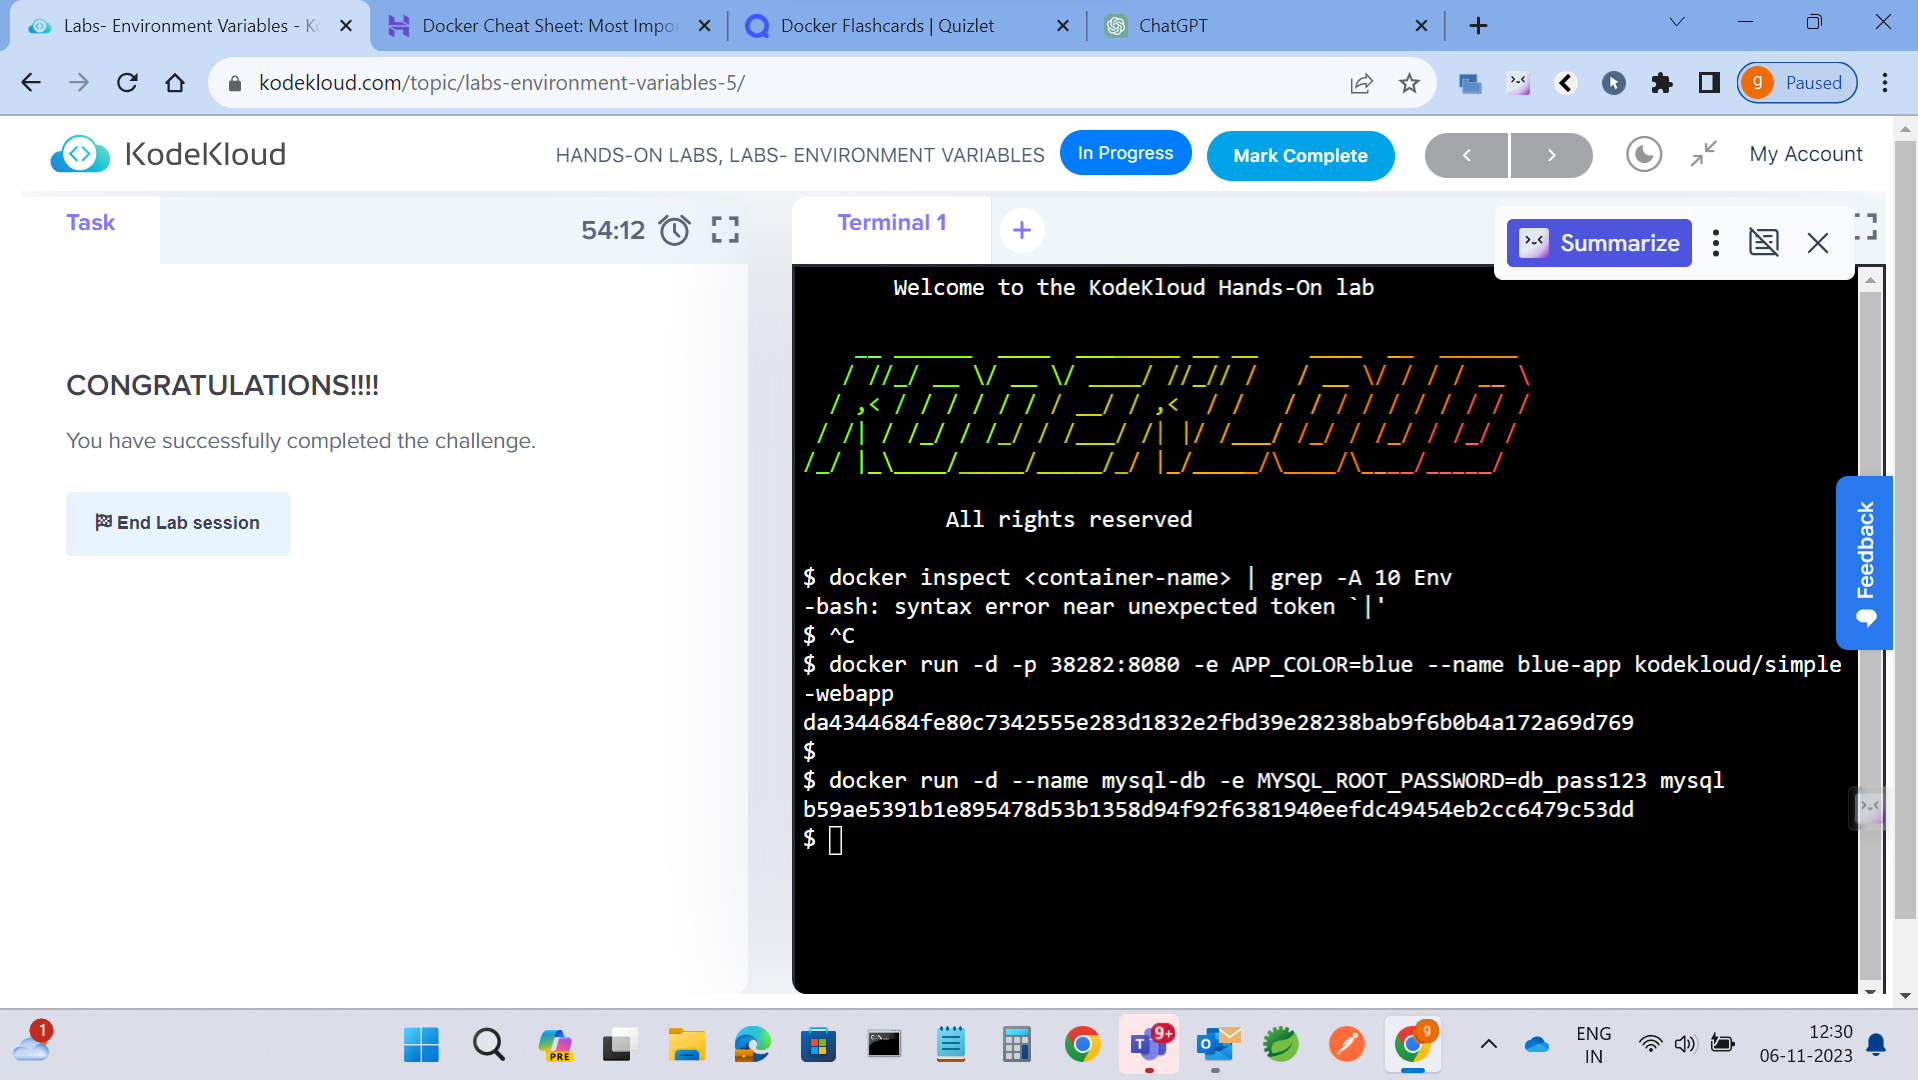 Labs- Environment Variables - K
Docker Cheat Sheet: Most Impo
Docker Flashcards | Quizlet
ChatGPT
kodekloud.com/topic/labs-environment-variables-5/
g
Paused
KodeKloud
HANDS-ON LABS, LABS- ENVIRONMENT VARIABLES
In Progress
Mark Complete
My Account
Task
54:12
Terminal 1
Summarize
Welcome to the KodeKloud Hands-On lab
KODEKLOUD
All rights reserved
CONGRATULATIONS!!!!
You have successfully completed the challenge.
End Lab session
$ docker inspect <container-name> | grep -A 10 Env
-bash: syntax error near unexpected token `|'
$ ^C
$ docker run -d -p 38282:8080 -e APP_COLOR=blue --name blue-app kodekloud/simple
-webapp
da4344684fe80c7342555e283d1832e2fbd39e28238bab9f6b0b4a172a69d769
$
$ docker run -d --name mysql-db -e MYSQL_ROOT_PASSWORD=db_pass123 mysql
b59ae5391b1e895478d53b1358d94f92f6381940eefdc49454eb2cc6479c53dd
$
Feedback
1
PRE
9+
g
ENG
IN
12:30
06-11-2023